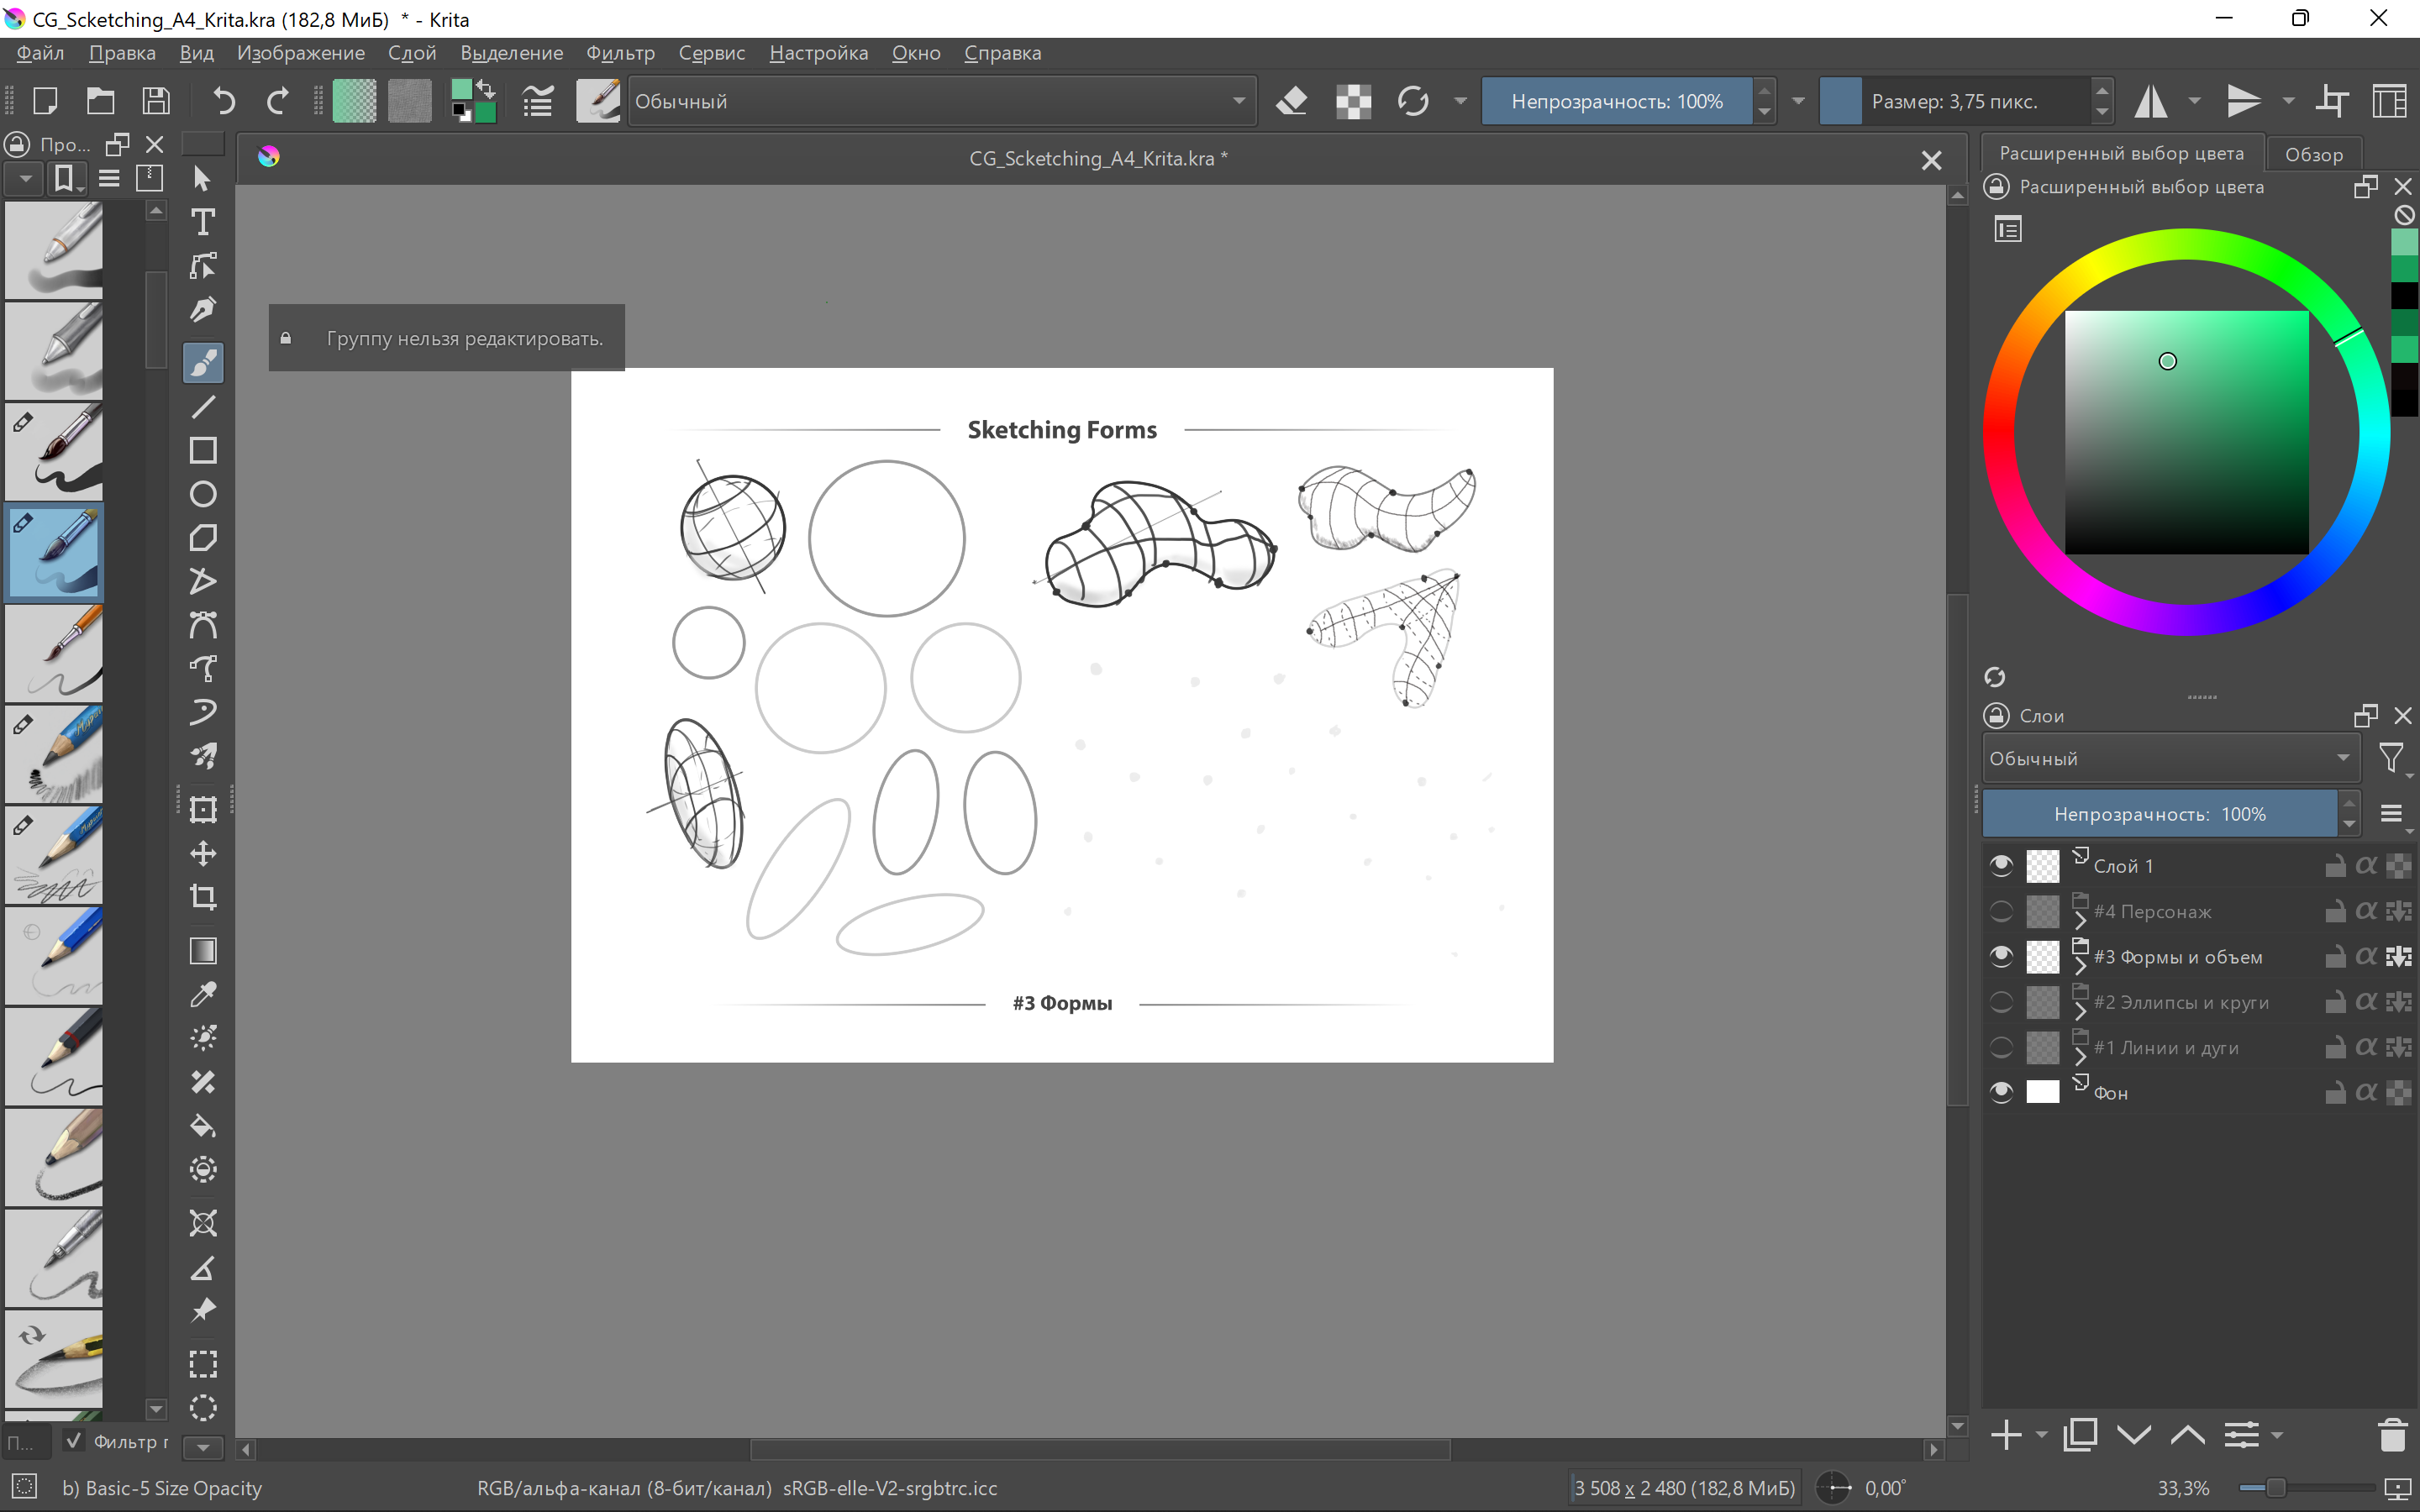 CG_Scketching_A4_Krita.kra (182,8 МиБ) * - Krita
Файл Правка Вид Изображение Слой Выделение Фильтр Сервис Настройка Окно Справка
Обычный
Непрозрачность: 100%
Размер: 3,75 пикс.
Про...
CG_Scketching_A4_Krita.kra *
Расширенный выбор цвета
Обзор
Расширенный выбор цвета
Группу нельзя редактировать.
Sketching Forms
#3 Формы
Слои
Обычный
Непрозрачность: 100%
Слой 1
#4 Персонаж
#3 Формы и объем
#2 Эллипсы и круги
#1 Линии и дуги
Фон
П...
Фильтр г
b) Basic-5 Size Opacity
RGB/альфа-канал (8-бит/канал) sRGB-elle-V2-srgbtrc.icc
3 508 x 2 480 (182,8 МиБ)
0,00°
33,3%